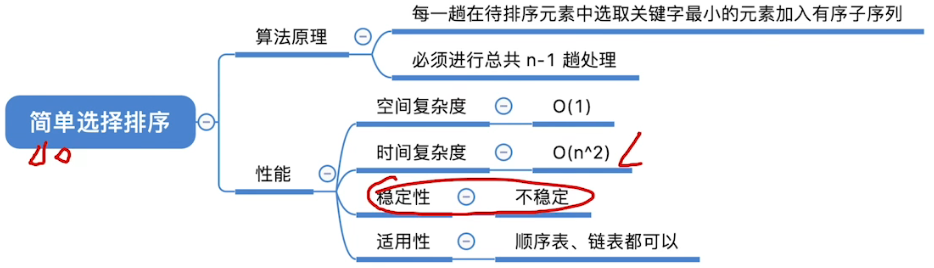 简单选择排序
算法原理
每一趟在待排序元素中选取关键字最小的元素加入有序子序列
必须进行总共 n-1 趟处理
性能
空间复杂度
O(1)
时间复杂度
O(n^2)
稳定性
不稳定
适用性
顺序表、链表都可以